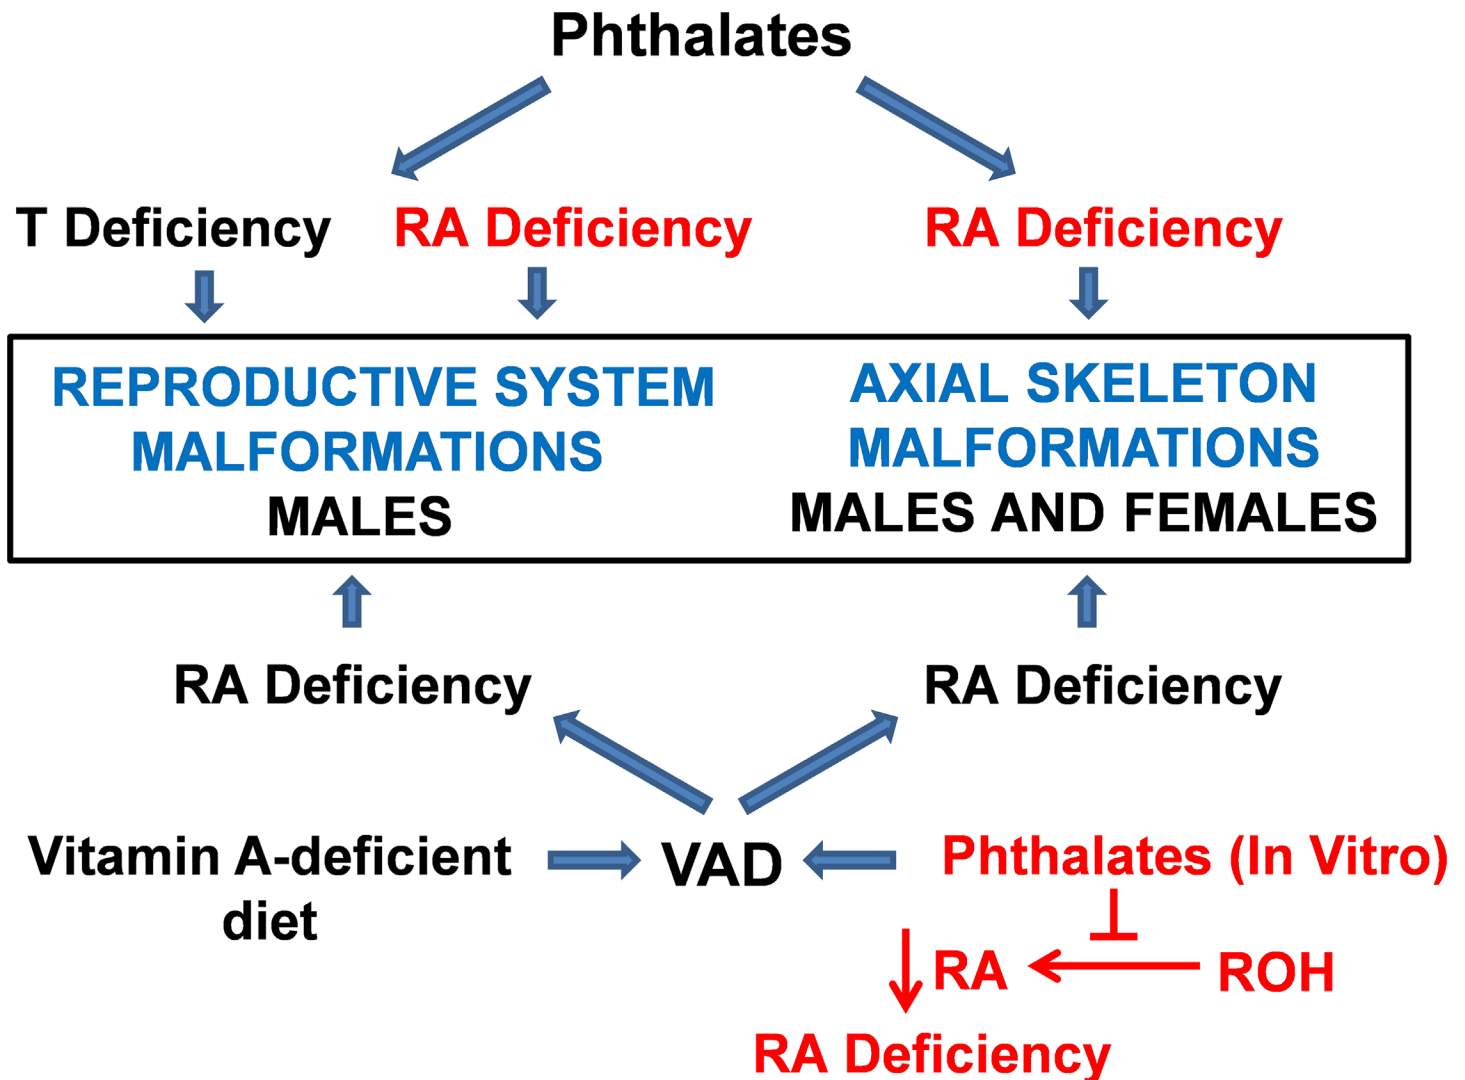 Phthalates
T Deficiency
RA Deficiency
RA Deficiency
REPRODUCTIVE SYSTEM
MALFORMATIONS
MALES
AXIAL SKELETON
MALFORMATIONS
MALES AND FEMALES
RA Deficiency
RA Deficiency
Vitamin A-deficient
diet
VAD
Phthalates (In Vitro)
RA
ROH
RA Deficiency